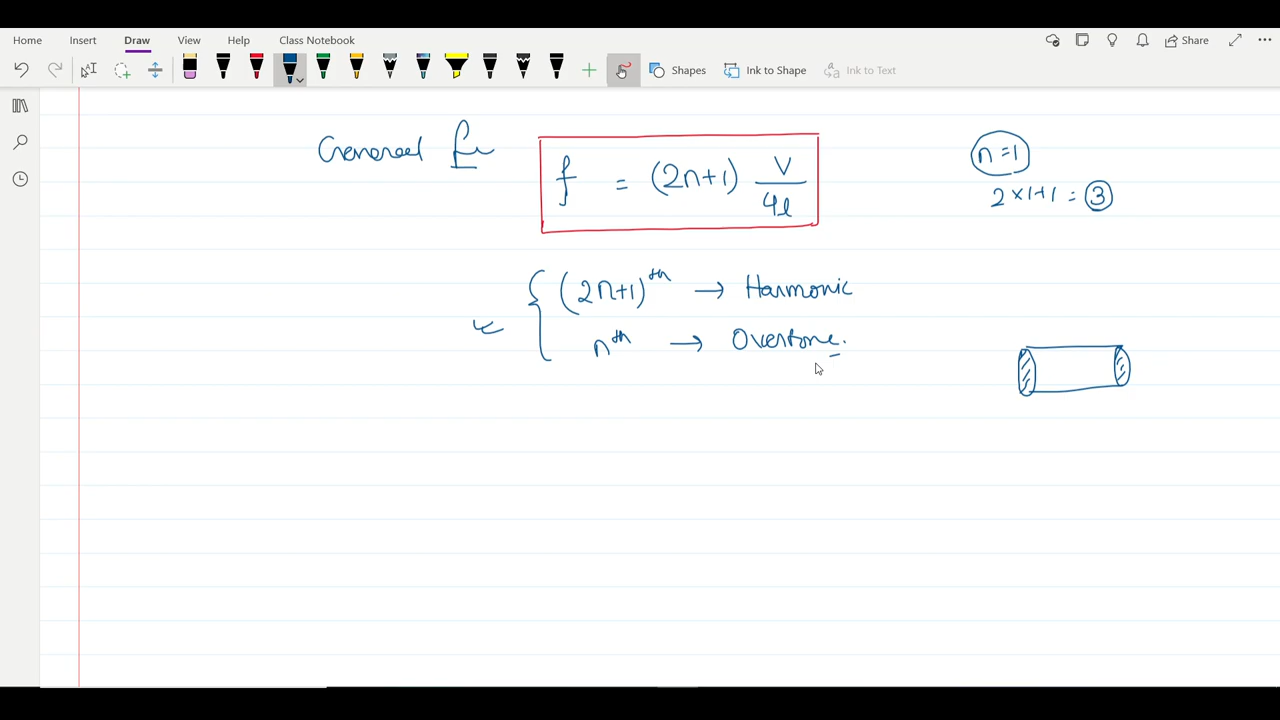 Home Insert Draw View Help Class Notebook Share
Shapes Ink to Shape Ink to Text
General fr
f = (2n+1) V/4l
n=1
2×1+1 = 3
(2n+1)th → Harmonic
nth → Overtone.